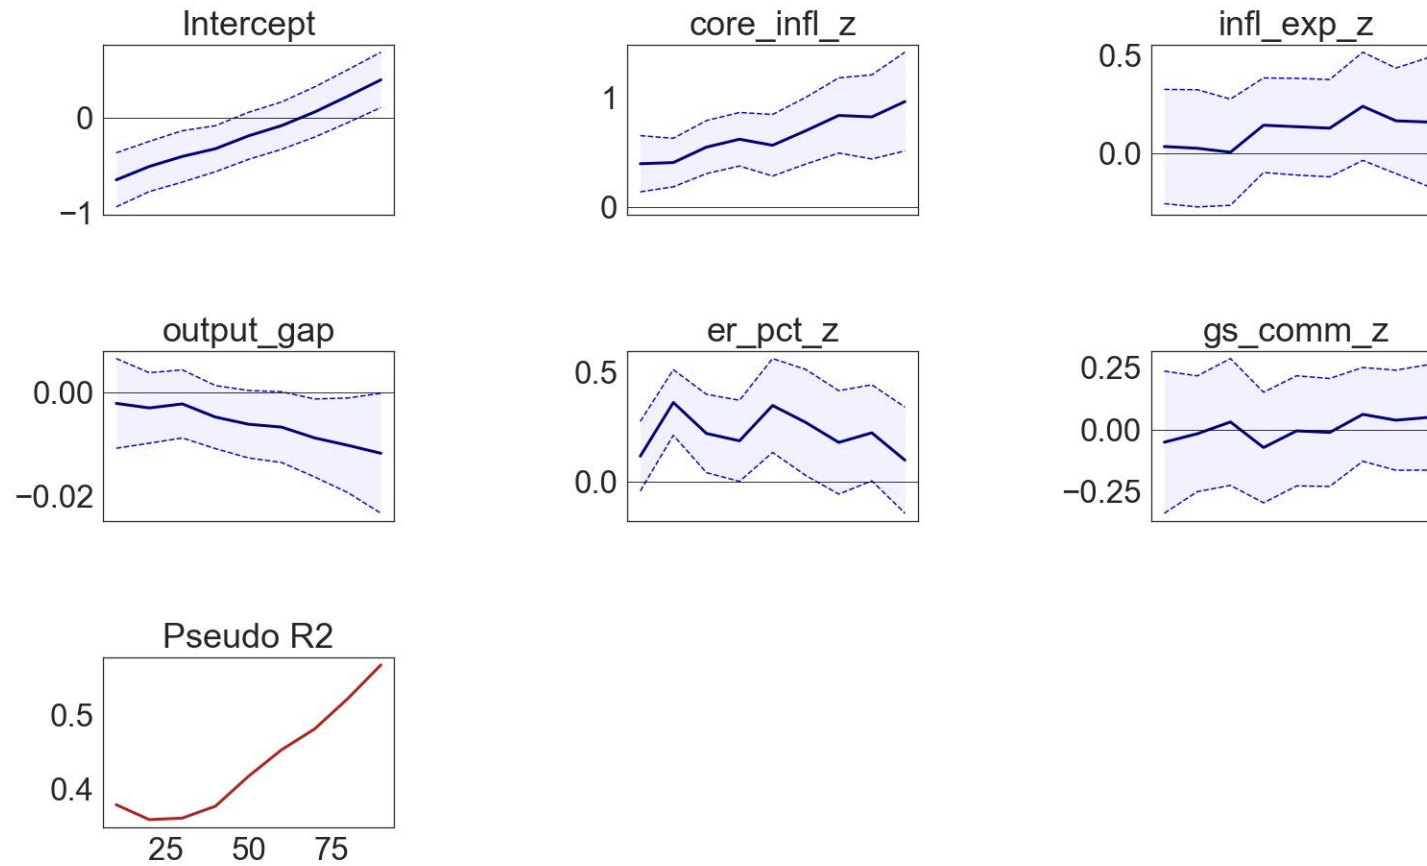 Intercept
0
−1
core_infl_z
1
0
infl_exp_z
0.5
0.0
output_gap
0.00
−0.02
er_pct_z
0.5
0.0
gs_comm_z
0.25
0.00
−0.25
Pseudo R2
0.5
0.4
25 50 75